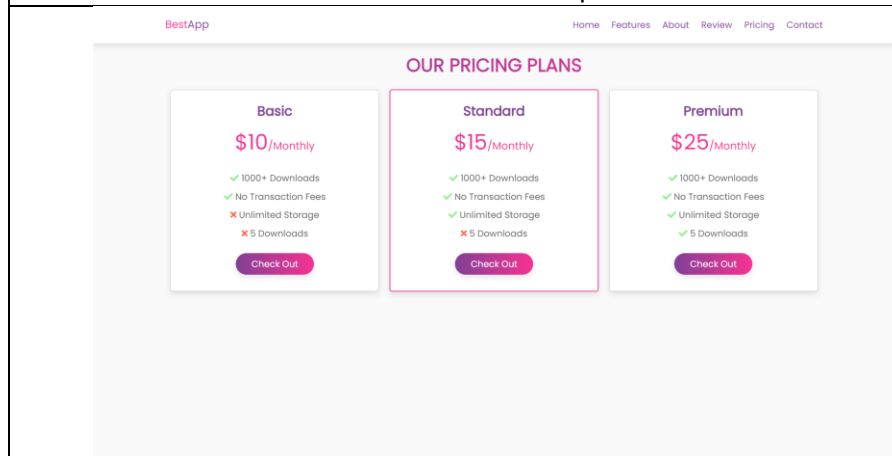 BestApp
Home Features About Review Pricing Contact
OUR PRICING PLANS
Basic
$10/Monthly
1000+ Downloads
No Transaction Fees
Unlimited Storage
5 Downloads
Check Out
Standard
$15/Monthly
1000+ Downloads
No Transaction Fees
Unlimited Storage
5 Downloads
Check Out
Premium
$25/Monthly
1000+ Downloads
No Transaction Fees
Unlimited Storage
5 Downloads
Check Out